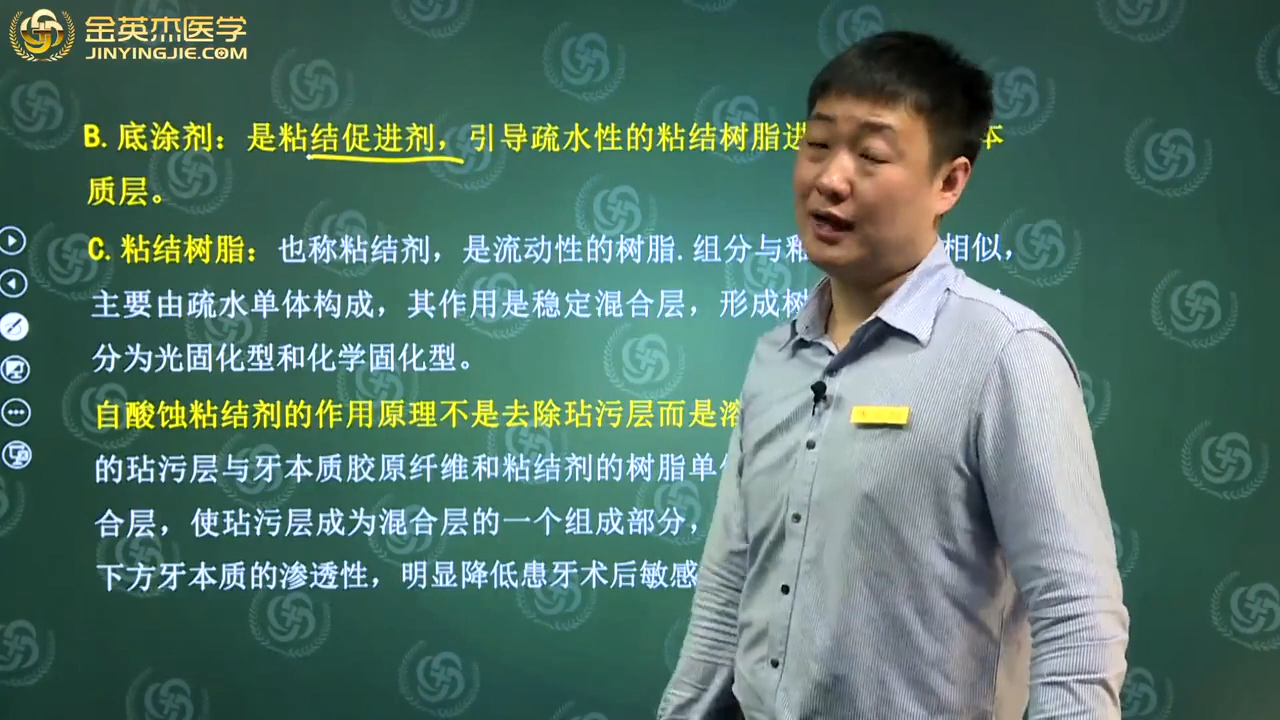 金英杰医学
JINYINGJIE.COM
B. 底涂剂：是粘结促进剂，引导疏水性的粘结树脂进 本
质层。
C. 粘结树脂：也称粘结剂，是流动性的树脂.组分与粘 相似，
主要由疏水单体构成，其作用是稳定混合层，形成树
分为光固化型和化学固化型。
自酸蚀粘结剂的作用原理不是去除玷污层而是溶
的玷污层与牙本质胶原纤维和粘结剂的树脂单
合层，使玷污层成为混合层的一个组成部分，
下方牙本质的渗透性，明显降低患牙术后敏感